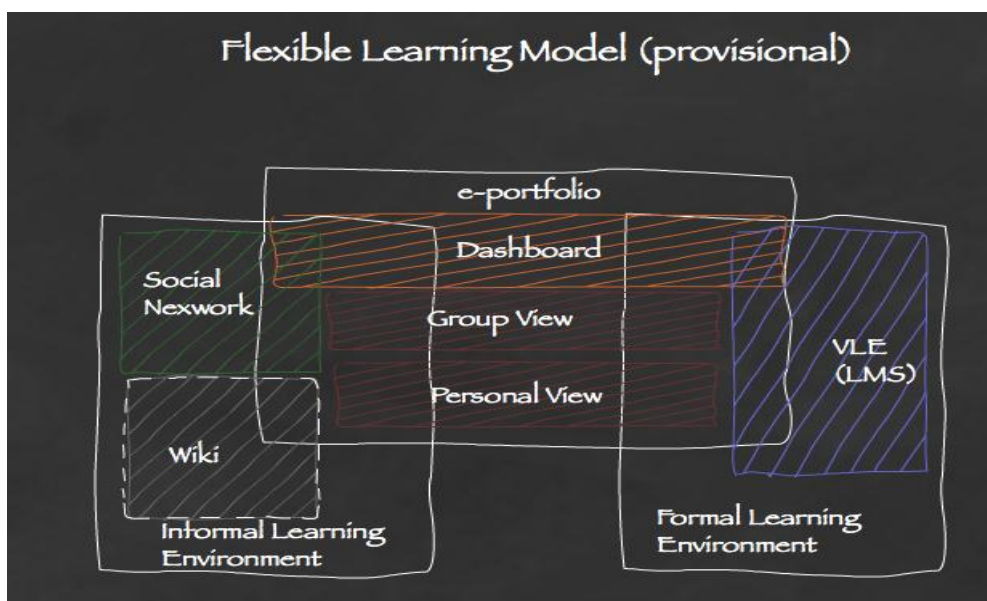 Flexible Learning Model (provisional)
e-portfolio
Dashboard
Social
Nexwork
Group View
VLE
(LMS)
Personal View
Wiki
Informal Learning
Environment
Formal Learning
Environment